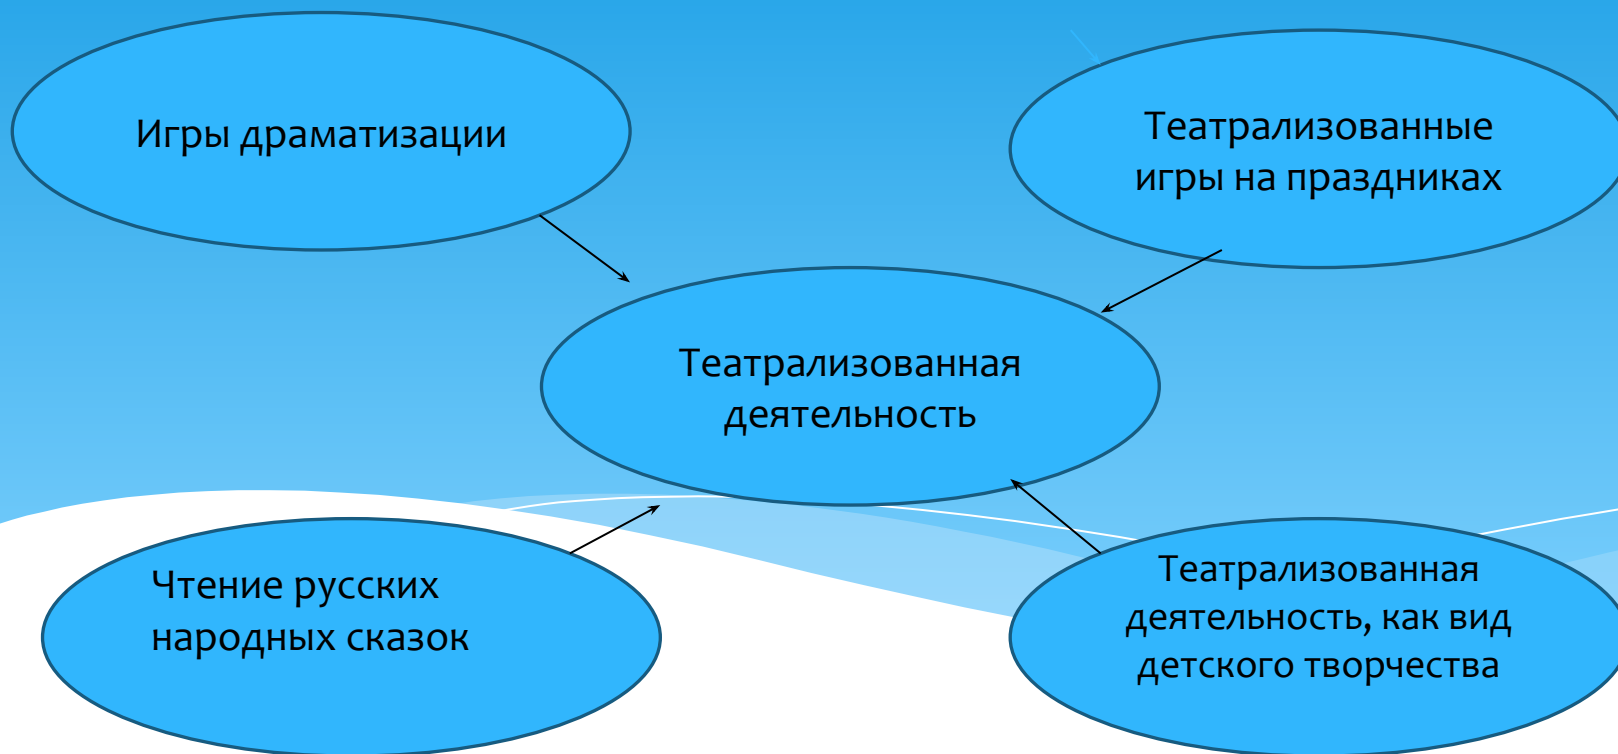 Игры драматизации
Театрализованные
игры на праздниках
Театрализованная
деятельность
Чтение русских
народных сказок
Театрализованная
деятельность, как вид
детского творчества